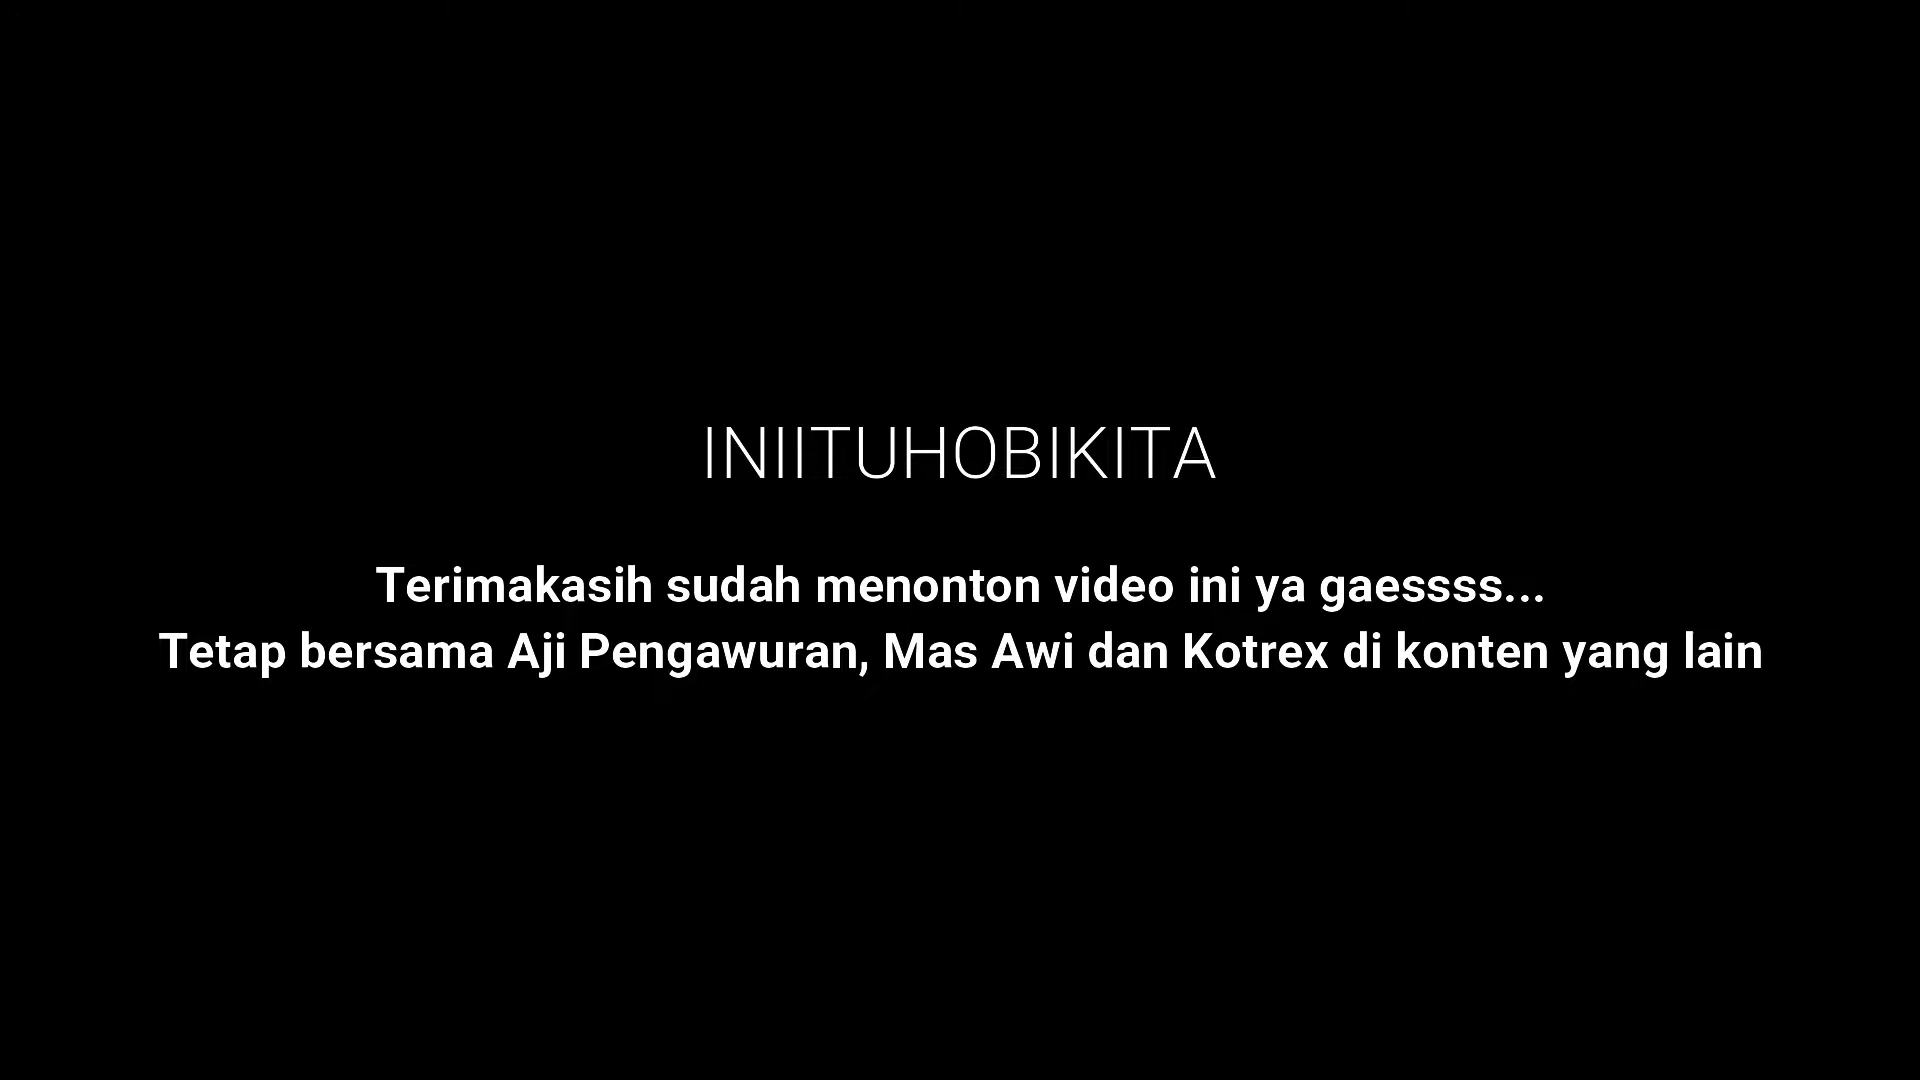 INIITUHOBIKITA
Terimakasih sudah menonton video ini ya gaessss...
Tetap bersama Aji Pengawuran, Mas Awi dan Kotrex di konten yang lain